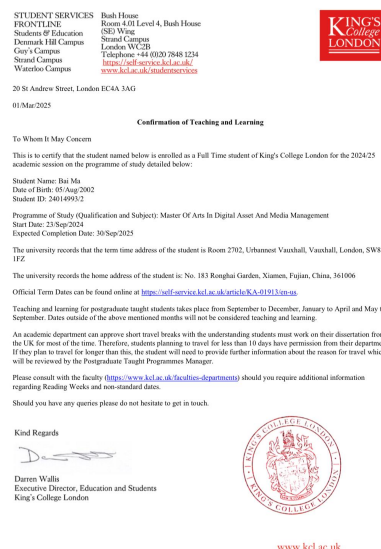 STUDENT SERVICES
FRONTLINE
Students & Education
Denmark Hill Campus
Guy's Campus
Strand Campus
Waterloo Campus
Bush House
Room 4.01 Level 4, Bush House
(SE) Wing
Strand Campus
London WC2B
Telephone +44 (0)20 7848 1234
https://self-service.kcl.ac.uk/
www.kcl.ac.uk/studentservices
KING'S
College
LONDON
20 St Andrew Street, London EC4A 3AG
01/Mar/2025
Confirmation of Teaching and Learning
To Whom It May Concern
This is to certify that the student named below is enrolled as a Full Time student of King's College London for the 2024/25
academic session on the programme of study detailed below:
Student Name: Bai Ma
Date of Birth: 05/Aug/2002
Student ID: 24014993/2
Programme of Study (Qualification and Subject): Master Of Arts In Digital Asset And Media Management
Start Date: 23/Sep/2024
Expected Completion Date: 30/Sep/2025
The university records that the term time address of the student is Room 2702, Urbannest Vauxhall, Vauxhall, London, SW8
1FZ
The university records the home address of the student is: No. 183 Ronghai Garden, Xiamen, Fujian, China, 361006
Official Term Dates can be found online at https://self-service.kcl.ac.uk/article/KA-01913/en-us.
Teaching and learning for postgraduate taught students takes place from September to December, January to April and May t
September. Dates outside of the above mentioned months will not be considered teaching and learning.
An academic department can approve short travel breaks with the understanding students must work on their dissertation from
the UK for most of the time. Therefore, students planning to travel for less than 10 days have permission from their departme
If they plan to travel for longer than this, the student will need to provide further information about the reason for travel whic
will be reviewed by the Postgraduate Taught Programmes Manager.
Please consult with the faculty (https://www.kcl.ac.uk/faculties-departments) should you require additional information
regarding Reading Weeks and non-standard dates.
Should you have any queries please do not hesitate to get in touch.
Kind Regards
Darren Wallis
Executive Director, Education and Students
King's College London
KING'S COLLEGE LONDON
KING'S COLLEGE LONDON
www.kcl.ac.uk